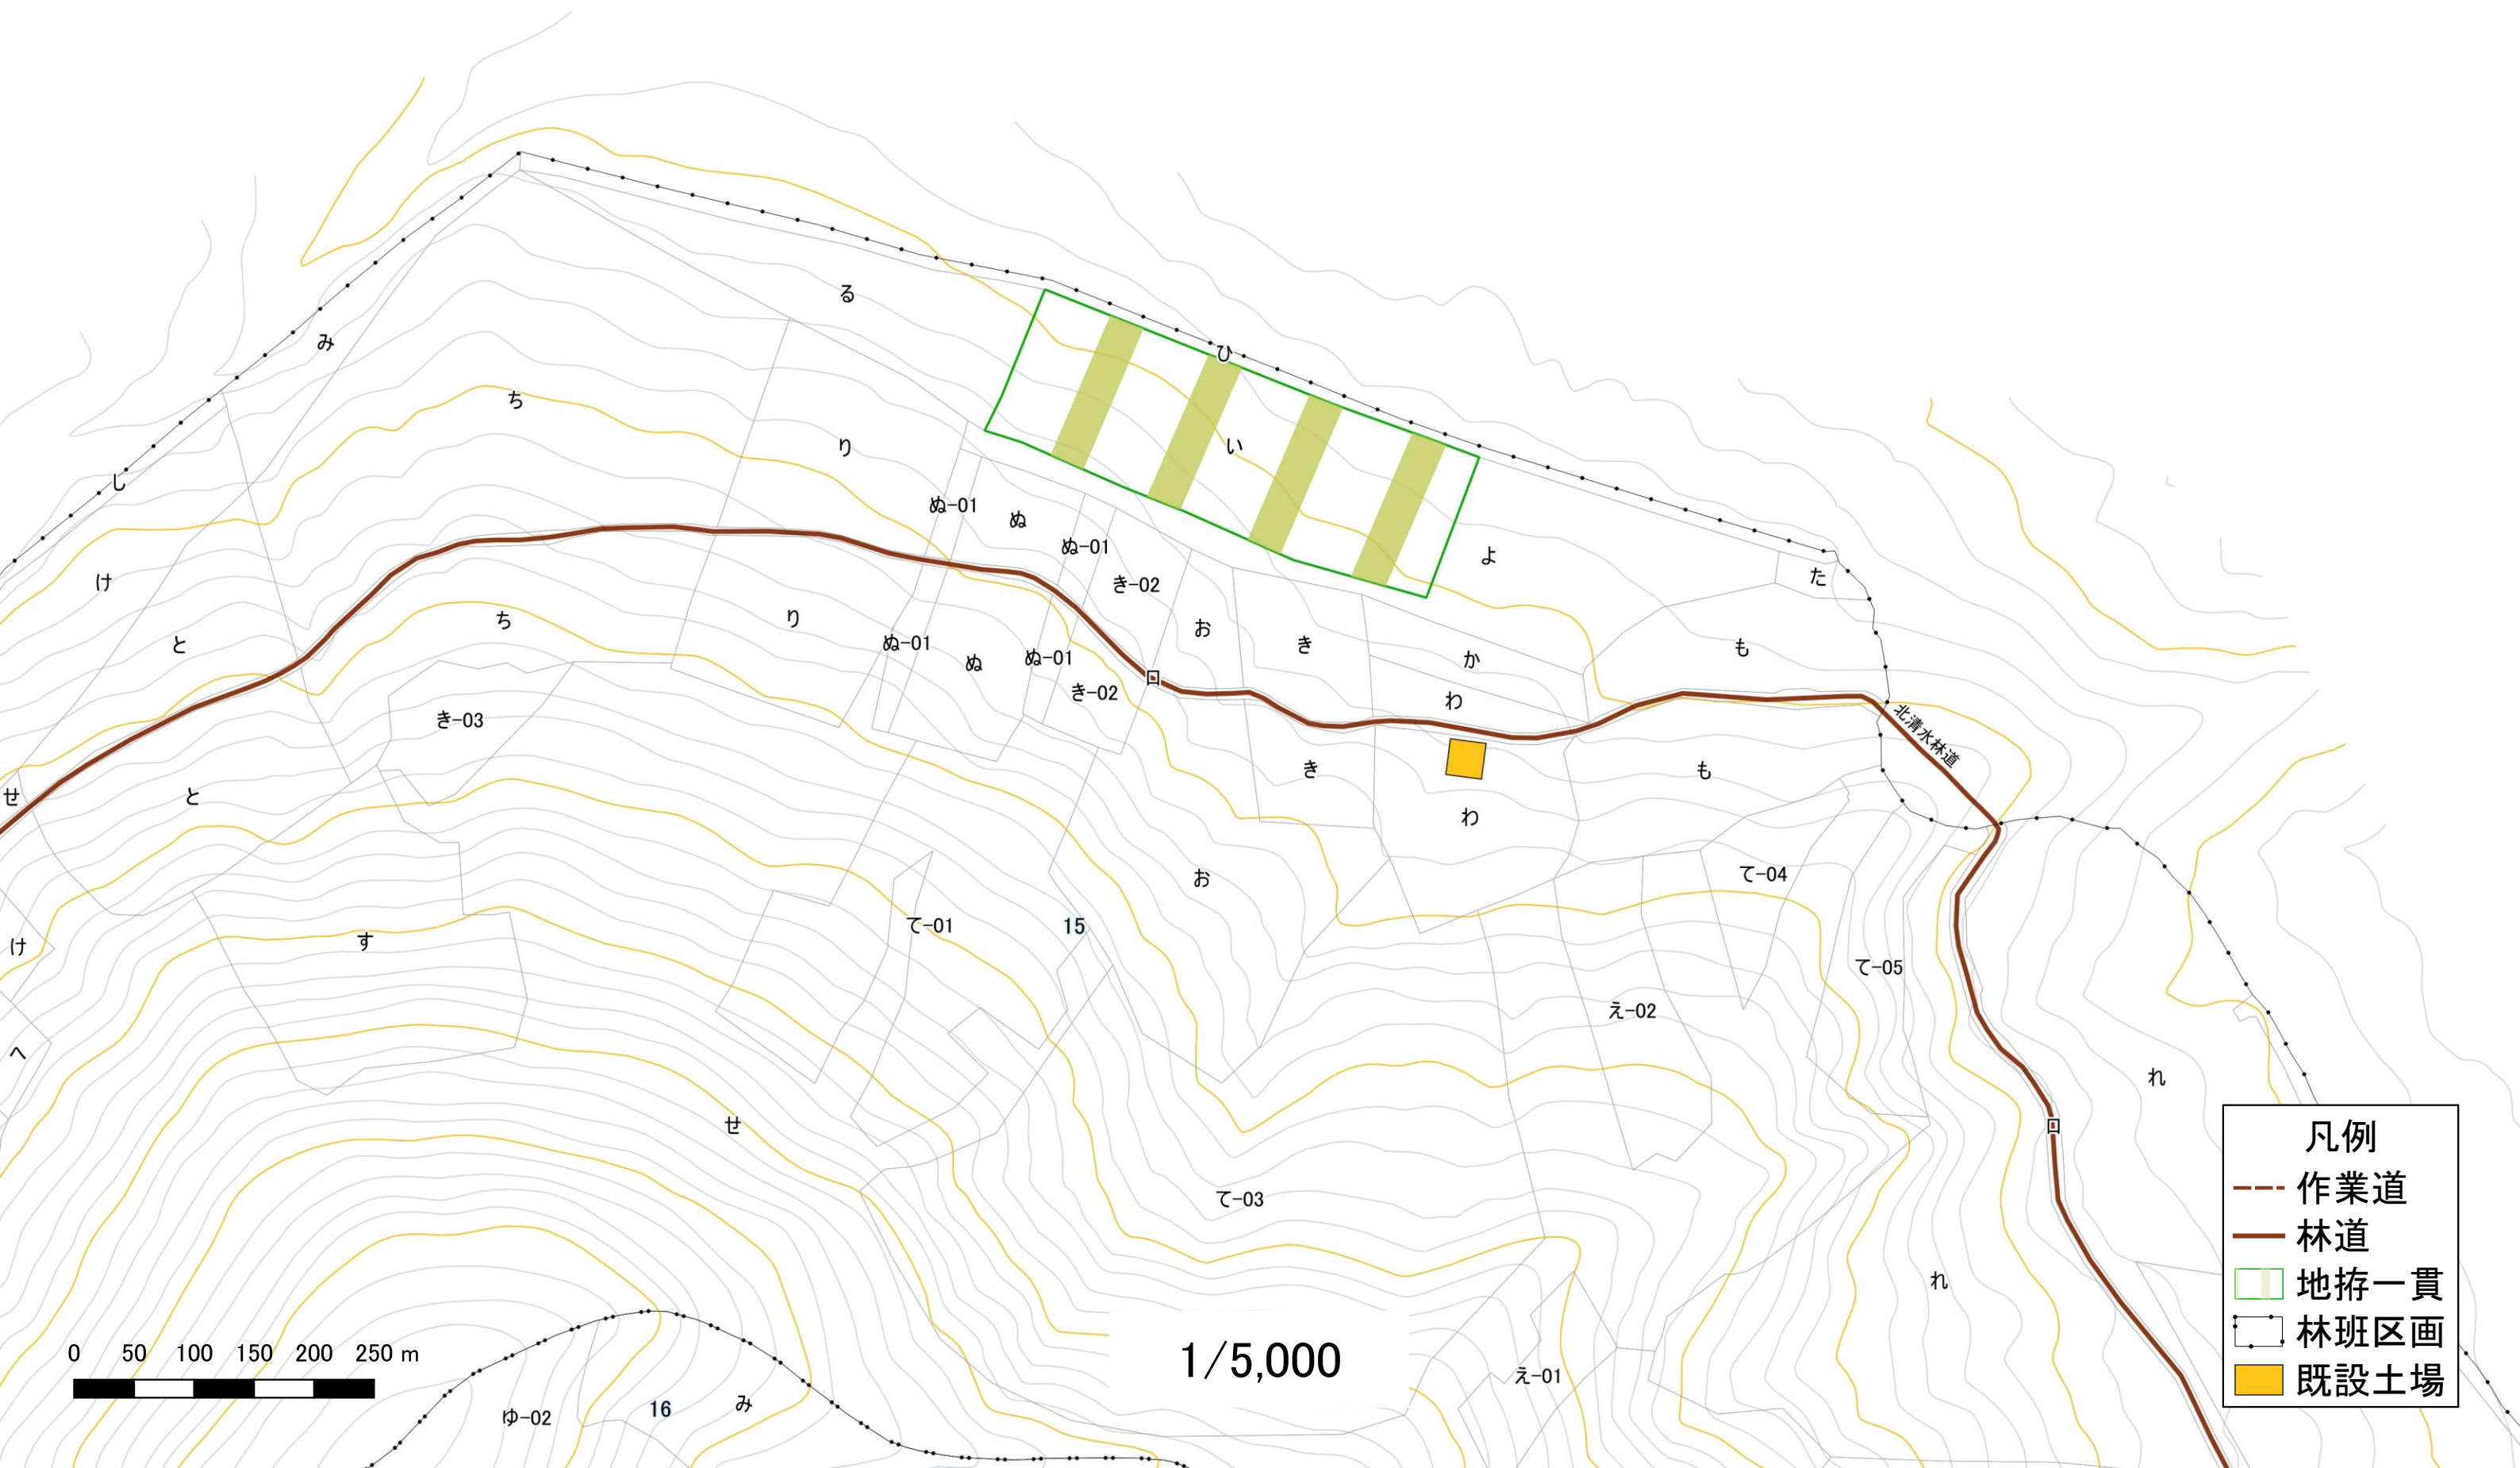 る
ひ
み
ち
い
り
し
ぬ-01
ぬ
ぬ-01
よ
け
き-02
た
ち
り
お
と
ぬ-01
ぬ
ぬ-01
き
か
も
き-02
ロ
わ
き-03
北清水林道
せ
と
き
も
わ
て-04
お
て-01
15
す
け
て-05
え-02
へ
れ
せ
ロ
て-03
れ
え-01
ゆ-02
16
み
0 50 100 150 200 250 m
1/5,000
凡例
作業道
林道
地拵一貫
林班区画
既設土場